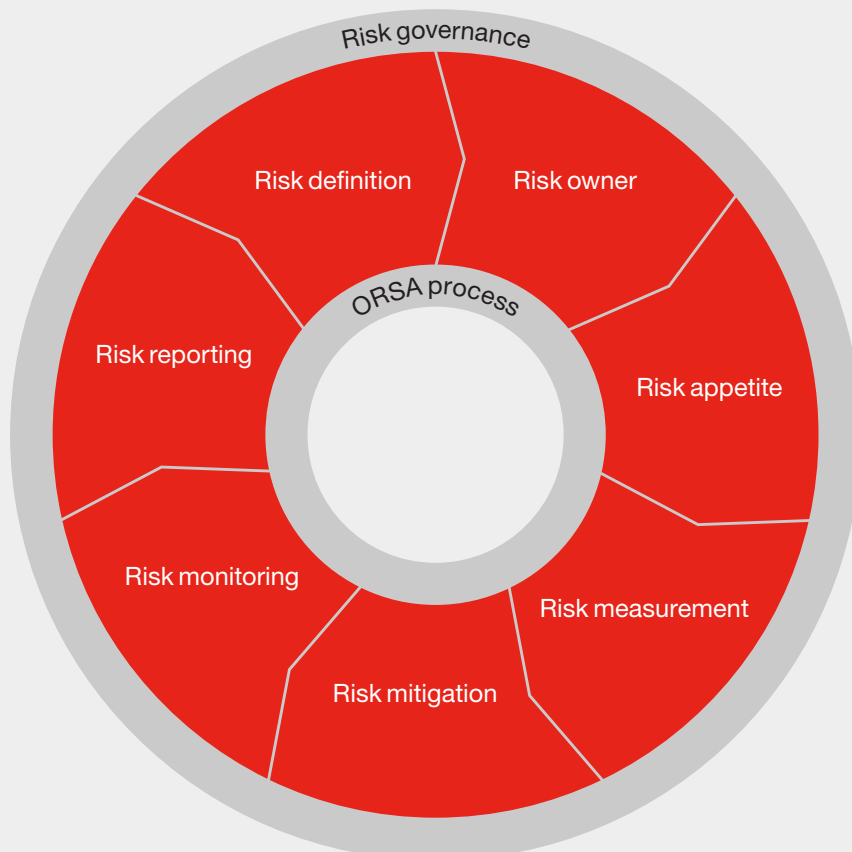 Risk governance
Risk definition
Risk owner
ORSA process
Risk reporting
Risk appetite
Risk monitoring
Risk measurement
Risk mitigation